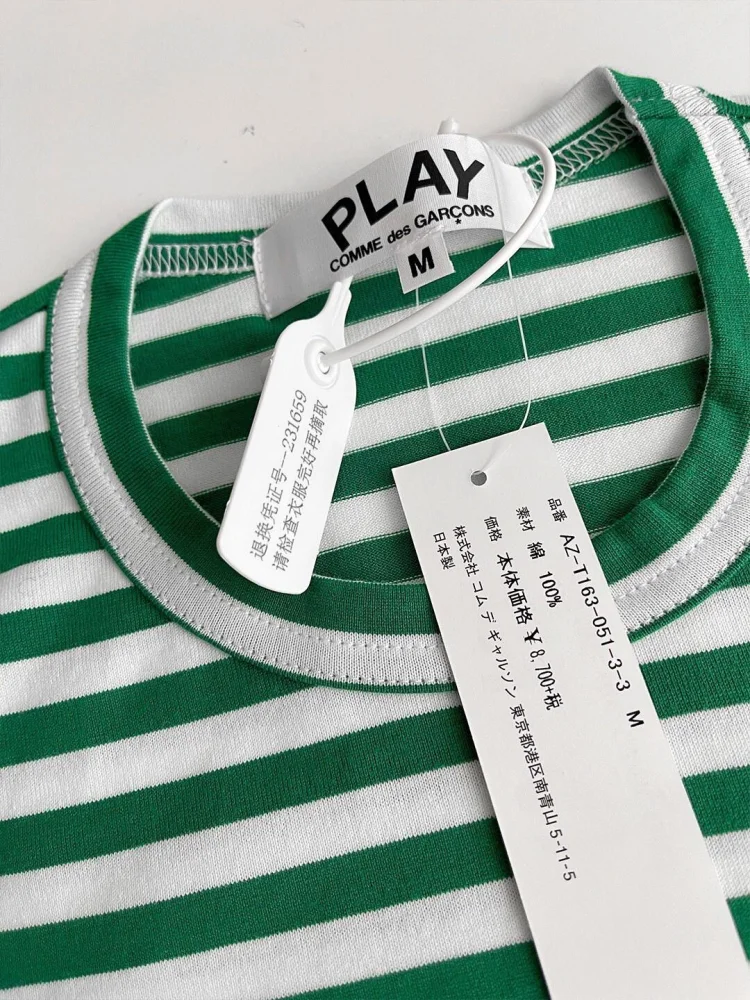 PLAY
COMME des GARÇONS
M
退换凭证号—231659
请检查衣服完好再摘取
品番 AZ-T163-051-3-3 M
素材 綿 100%
価格 本体価格 ¥ 8,700+税
株式会社 コム デ ギャルソン 東京都港区南青山 5-11-5
日本製